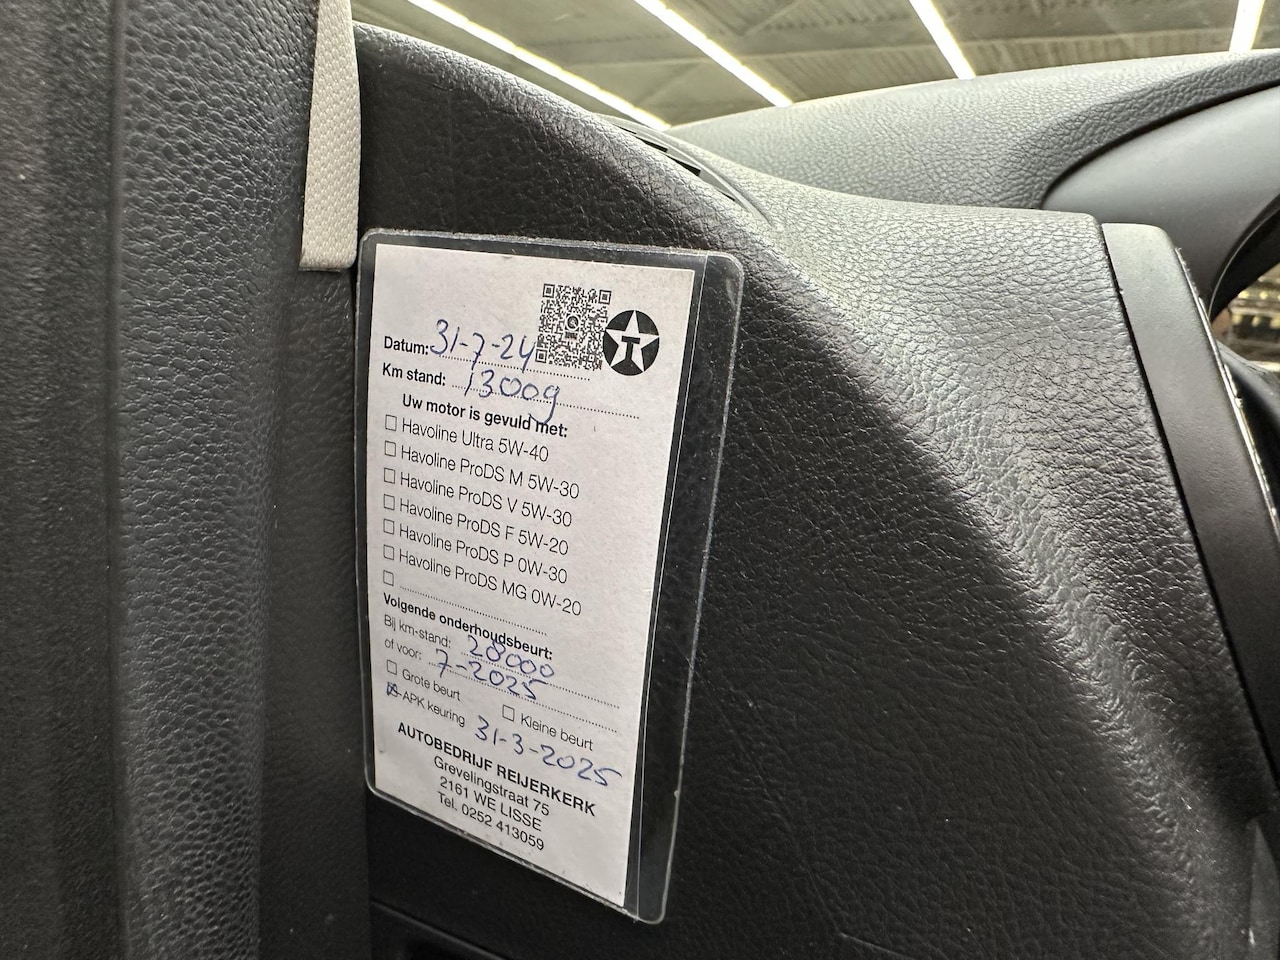 Datum: 31-7-24
Km stand: 13009
Uw motor is gevuld met:
☐ Havoline Ultra 5W-40
☐ Havoline ProDS M 5W-30
☐ Havoline ProDS V 5W-30
☐ Havoline ProDS F 5W-20
☐ Havoline ProDS P 0W-30
☐ Havoline ProDS MG 0W-20
☐
Volgende onderhoudsbeurt:
Bij km-stand: 28000
of voor: 7-2025
☐ Grote beurt ☐ Kleine beurt
☒ APK keuring 31-3-2025
AUTOBEDRIJF REIJERKERK
Grevelingstraat 75
2161 WE LISSE
Tel. 0252 413059